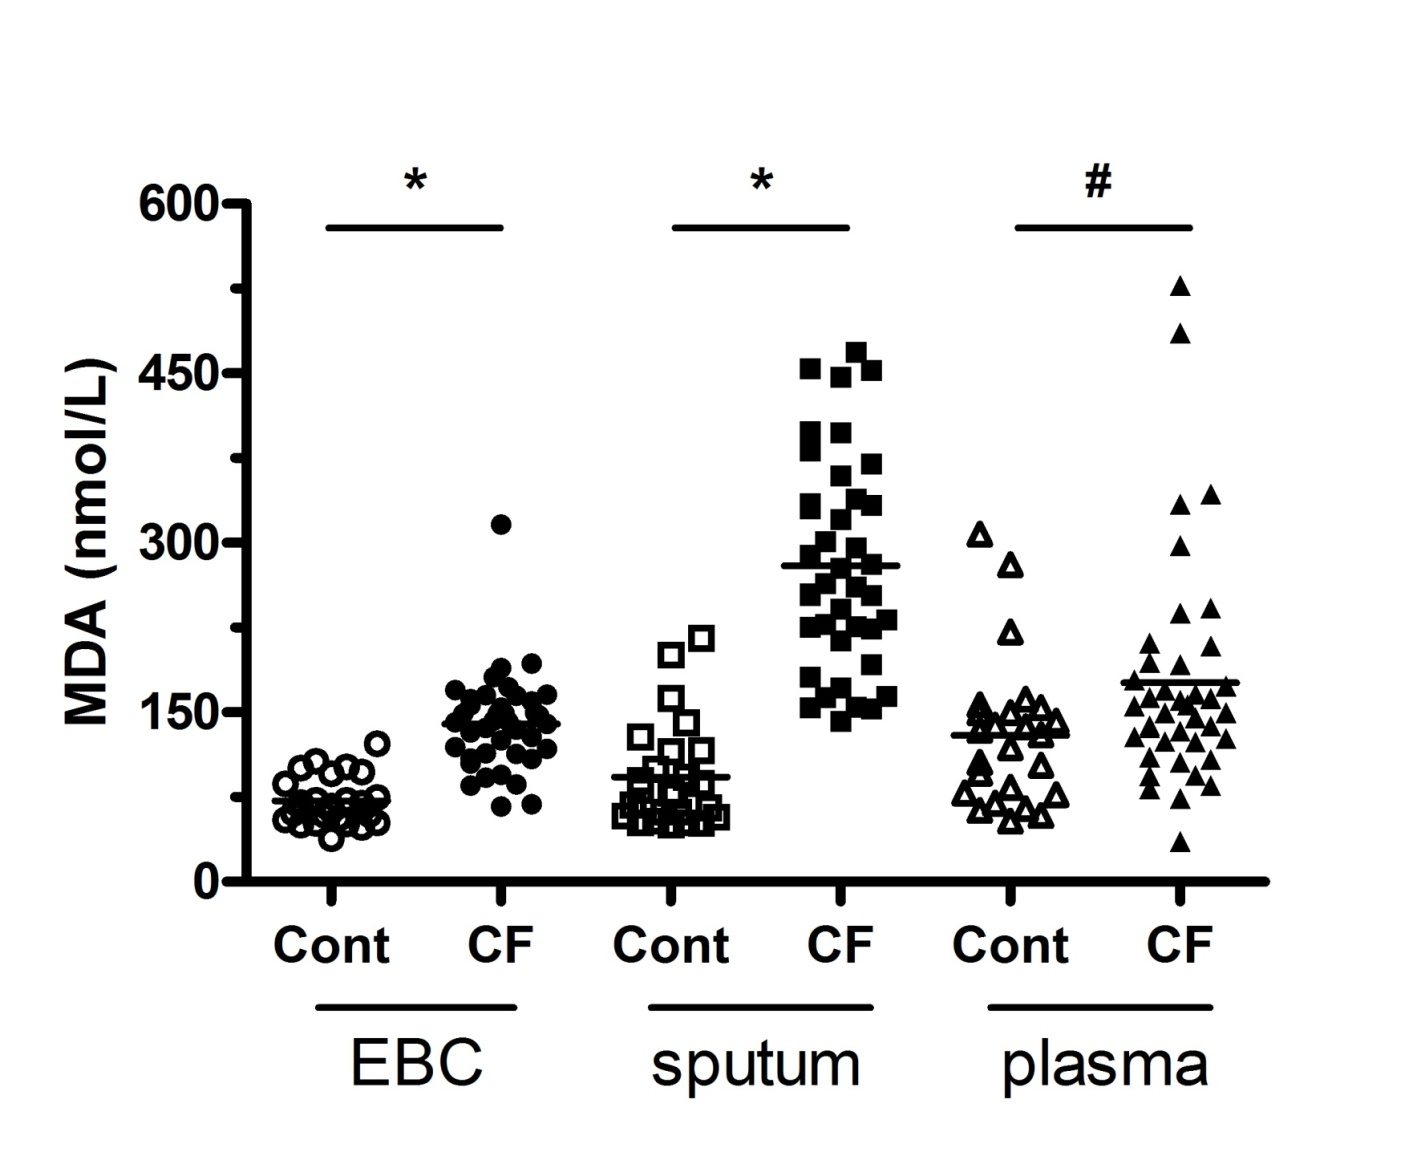 * * #
600
450
300
150
0
MDA (nmol/L)
Cont CF Cont CF Cont CF
EBC sputum plasma